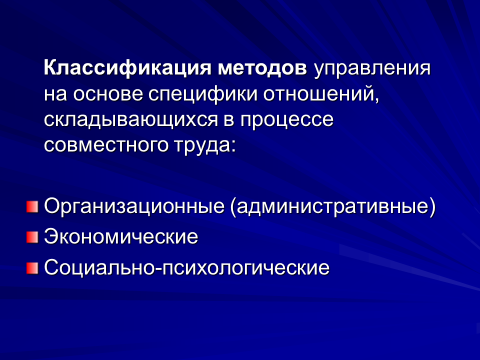 Классификация методов управления
на основе специфики отношений,
складывающихся в процессе
совместного труда:
Организационные (административные)
Экономические
Социально-психологические